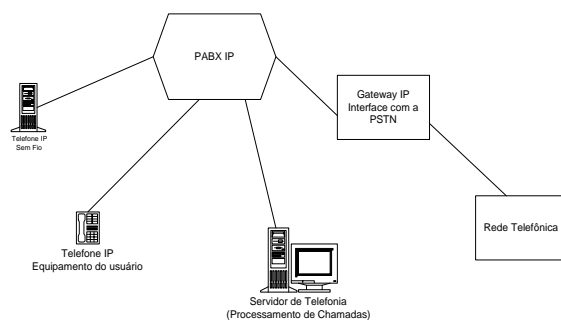 PABX IP
Gateway IP
Interface com a
PSTN
Telefone IP
Sem Fio
Rede Telefônica
Telefone IP
Equipamento do usuário
Servidor de Telefonia
(Processamento de Chamadas)